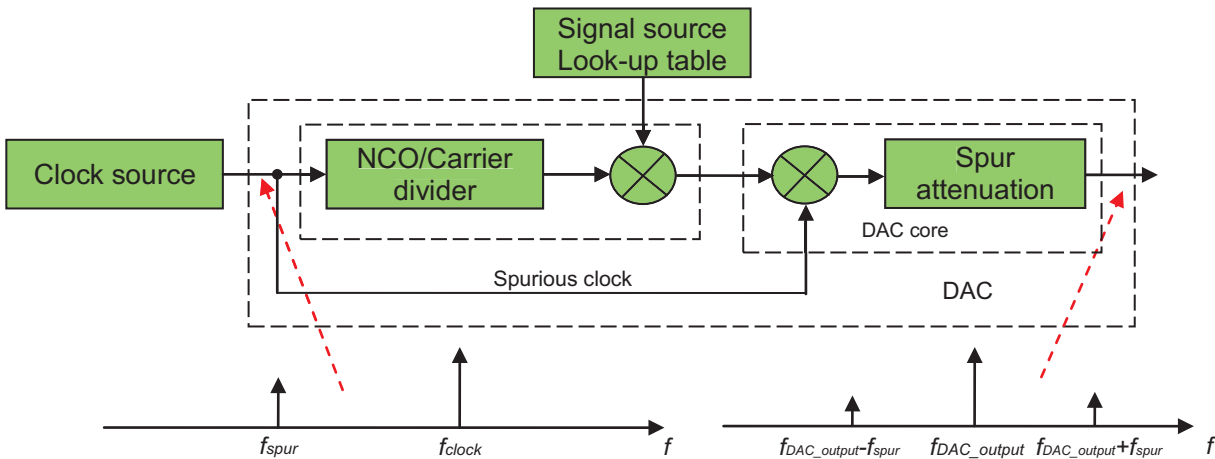 Signal source
Look-up table
Clock source
NCO/Carrier
divider
Spur
attenuation
DAC core
Spurious clock
DAC
fspur
fclock
f
fDAC_output-fspur
fDAC_output
fDAC_output+fspur
f